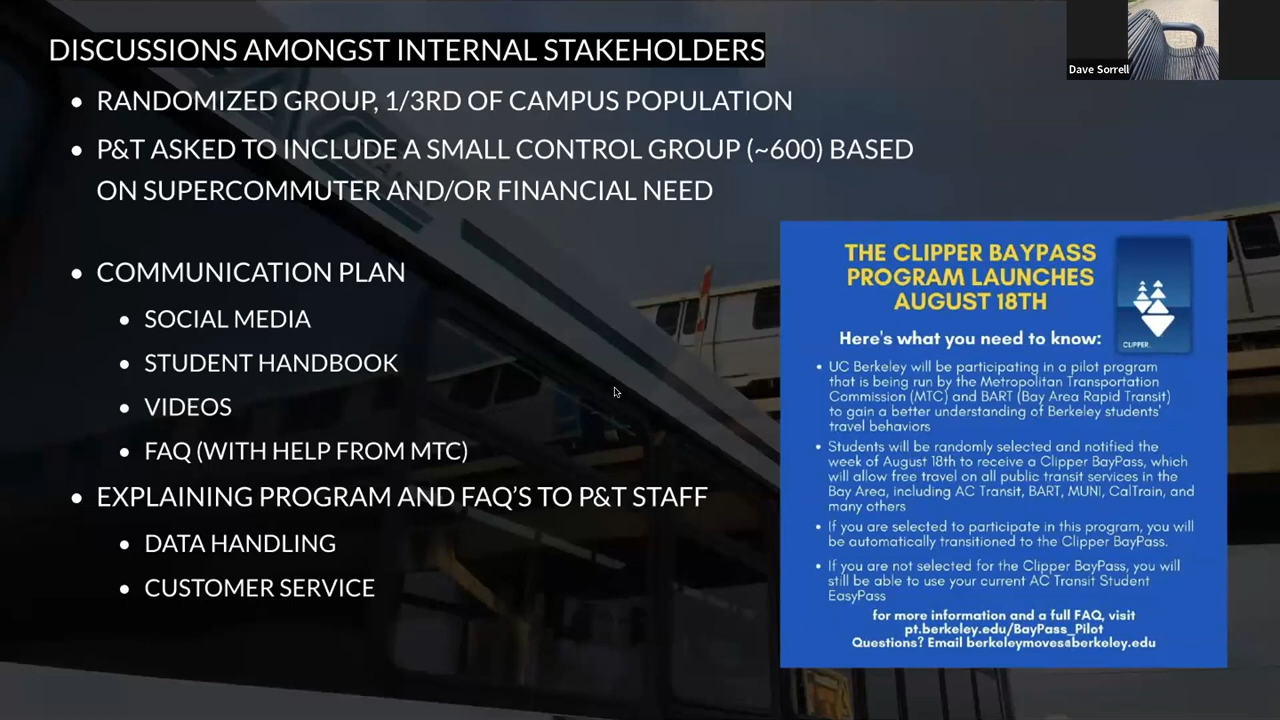 DISCUSSIONS AMONGST INTERNAL STAKEHOLDERS
• RANDOMIZED GROUP, 1/3RD OF CAMPUS POPULATION
• P&T ASKED TO INCLUDE A SMALL CONTROL GROUP (~600) BASED
ON SUPERCOMMUTER AND/OR FINANCIAL NEED
• COMMUNICATION PLAN
• SOCIAL MEDIA
• STUDENT HANDBOOK
• VIDEOS
• FAQ (WITH HELP FROM MTC)
• EXPLAINING PROGRAM AND FAQ'S TO P&T STAFF
• DATA HANDLING
• CUSTOMER SERVICE
Dave Sorrell
THE CLIPPER BAYPASS
PROGRAM LAUNCHES
AUGUST 18TH
CLIPPER.
Here's what you need to know:
• UC Berkeley will be participating in a pilot program
that is being run by the Metropolitan Transportation
Commission (MTC) and BART (Bay Area Rapid Transit)
to gain a better understanding of Berkeley students'
travel behaviors
• Students will be randomly selected and notified the
week of August 18th to receive a Clipper BayPass, which
will allow free travel on all public transit services in the
Bay Area, including AC Transit, BART, MUNI, CalTrain, and
many others
• If you are selected to participate in this program, you will
be automatically transitioned to the Clipper BayPass.
• If you are not selected for the Clipper BayPass, you will
still be able to use your current AC Transit Student
EasyPass
for more information and a full FAQ, visit
pt.berkeley.edu/BayPass_Pilot
Questions? Email berkeleymoves@berkeley.edu